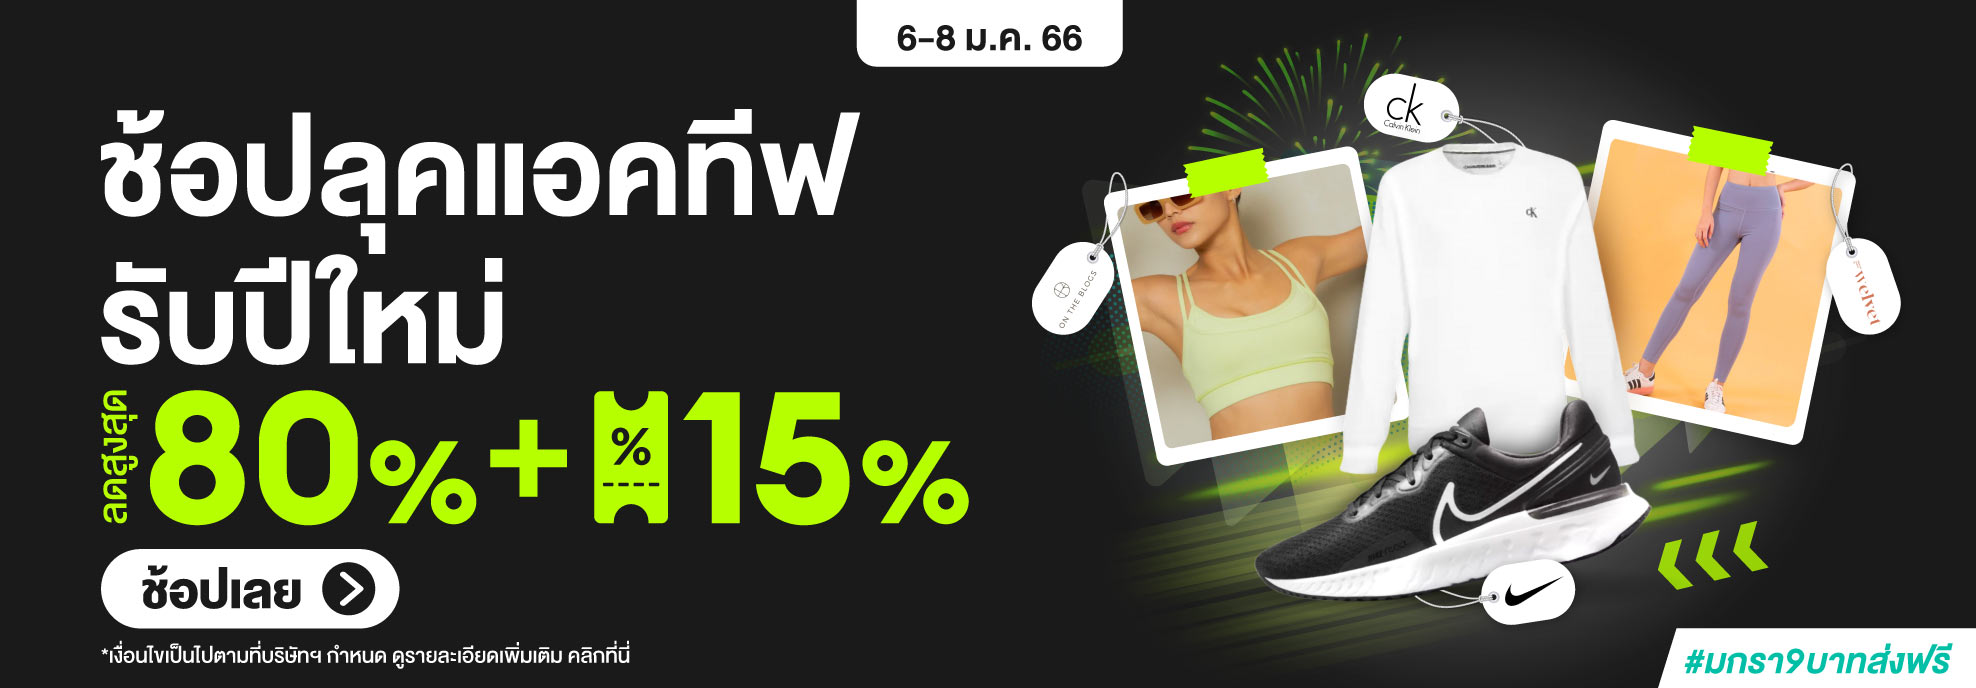 6-8 ม.ค. 66
ช้อปลุคแอคทีฟ
รับปีใหม่
ลดสูงสุด 80% + % 15%
ช้อปเลย
*เงื่อนไขเป็นไปตามที่บริษัทฯ กำหนด ดูรายละเอียดเพิ่มเติม คลิกที่นี่
ck
Calvin Klein
ON THE BLOGS
welvet
#มกรา9บาทส่งฟรี